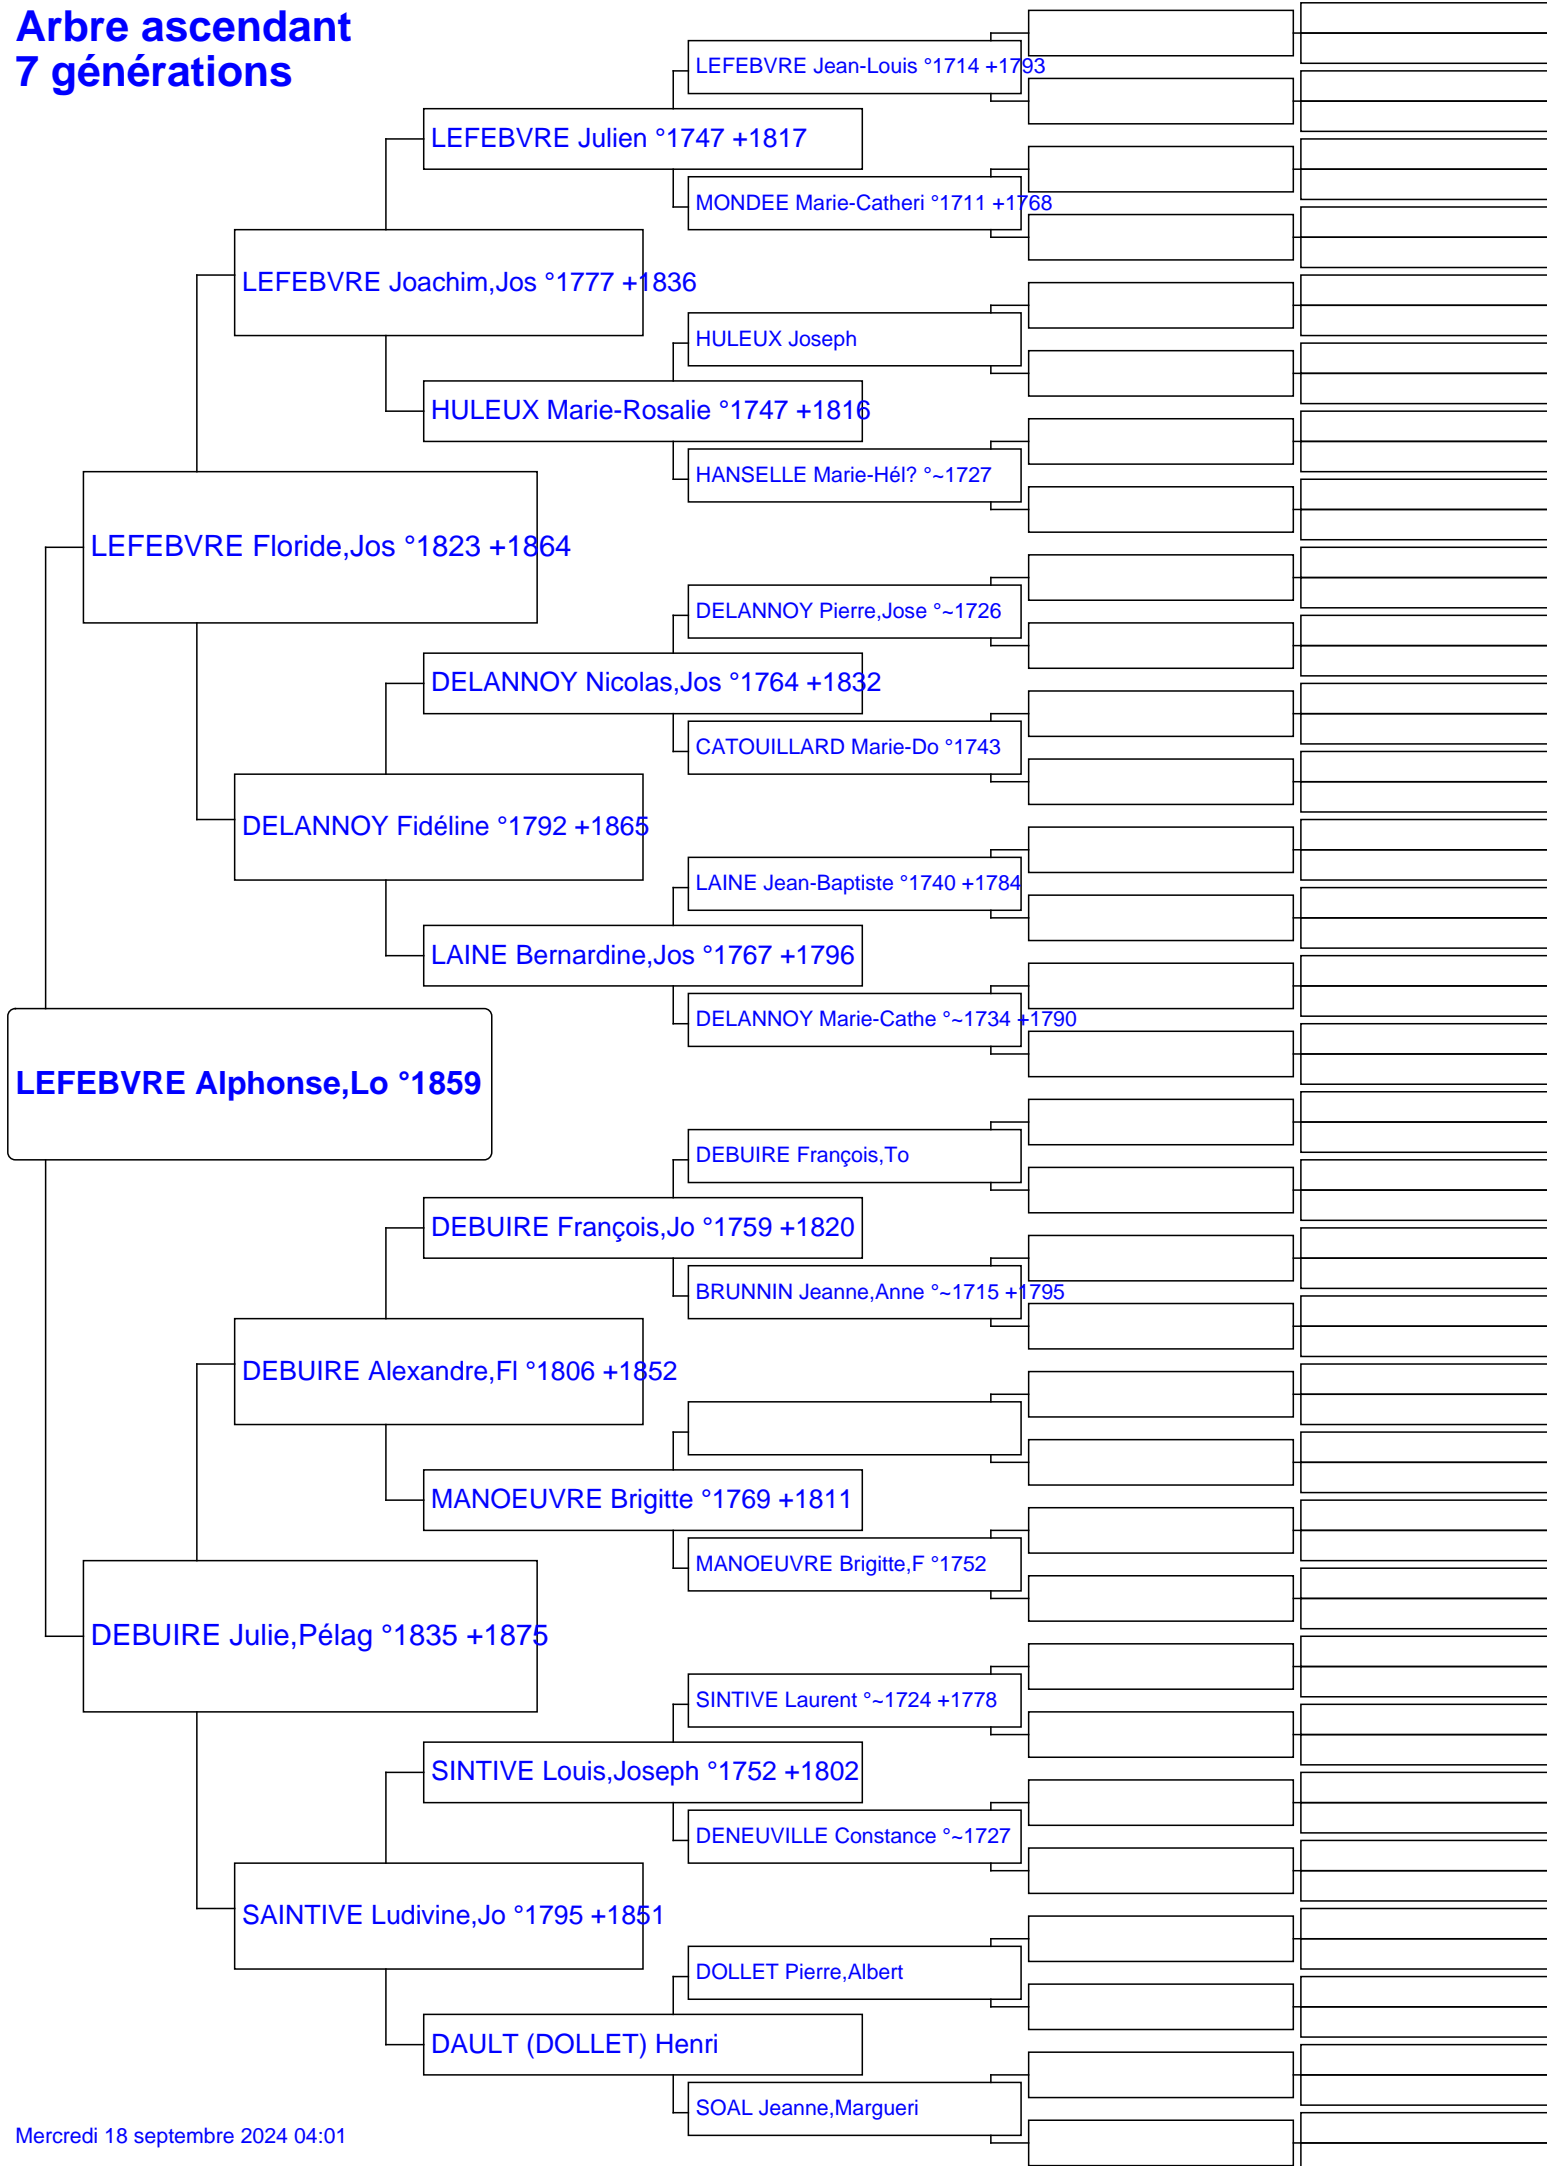 Arbre ascendant
7 générations
LEFEBVRE Jean-Louis °1714 +1793
LEFEBVRE Julien °1747 +1817
MONDEE Marie-Catheri °1711 +1768
LEFEBVRE Joachim,Jos °1777 +1836
HULEUX Joseph
HULEUX Marie-Rosalie °1747 +1816
HANSELLE Marie-Hél? °~1727
LEFEBVRE Floride,Jos °1823 +1864
DELANNOY Pierre,Jose °~1726
DELANNOY Nicolas,Jos °1764 +1832
CATOUILLARD Marie-Do °1743
DELANNOY Fidéline °1792 +1865
LAINE Jean-Baptiste °1740 +1784
LAINE Bernardine,Jos °1767 +1796
DELANNOY Marie-Cathe °~1734 +1790
LEFEBVRE Alphonse,Lo °1859
DEBUIRE François,To
DEBUIRE François,Jo °1759 +1820
BRUNNIN Jeanne,Anne °~1715 +1795
DEBUIRE Alexandre,Fl °1806 +1852
MANOEUVRE Brigitte °1769 +1811
MANOEUVRE Brigitte,F °1752
DEBUIRE Julie,Pélag °1835 +1875
SINTIVE Laurent °~1724 +1778
SINTIVE Louis,Joseph °1752 +1802
DENEUVILLE Constance °~1727
SAINTIVE Ludivine,Jo °1795 +1851
DOLLET Pierre,Albert
DAULT (DOLLET) Henri
SOAL Jeanne,Margueri
Mercredi 18 septembre 2024 04:01